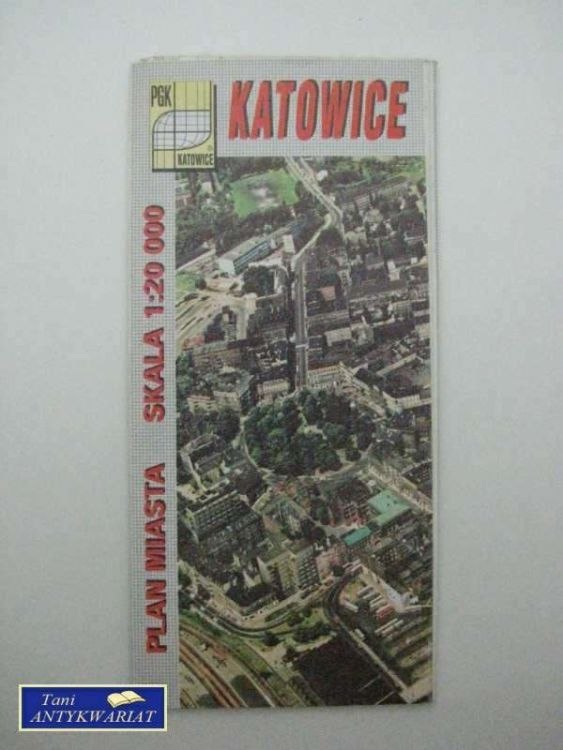 PGK
KATOWICE
KATOWICE
PLAN MIASTA SKALA 1:20 000
Tani
ANTYKWARIAT